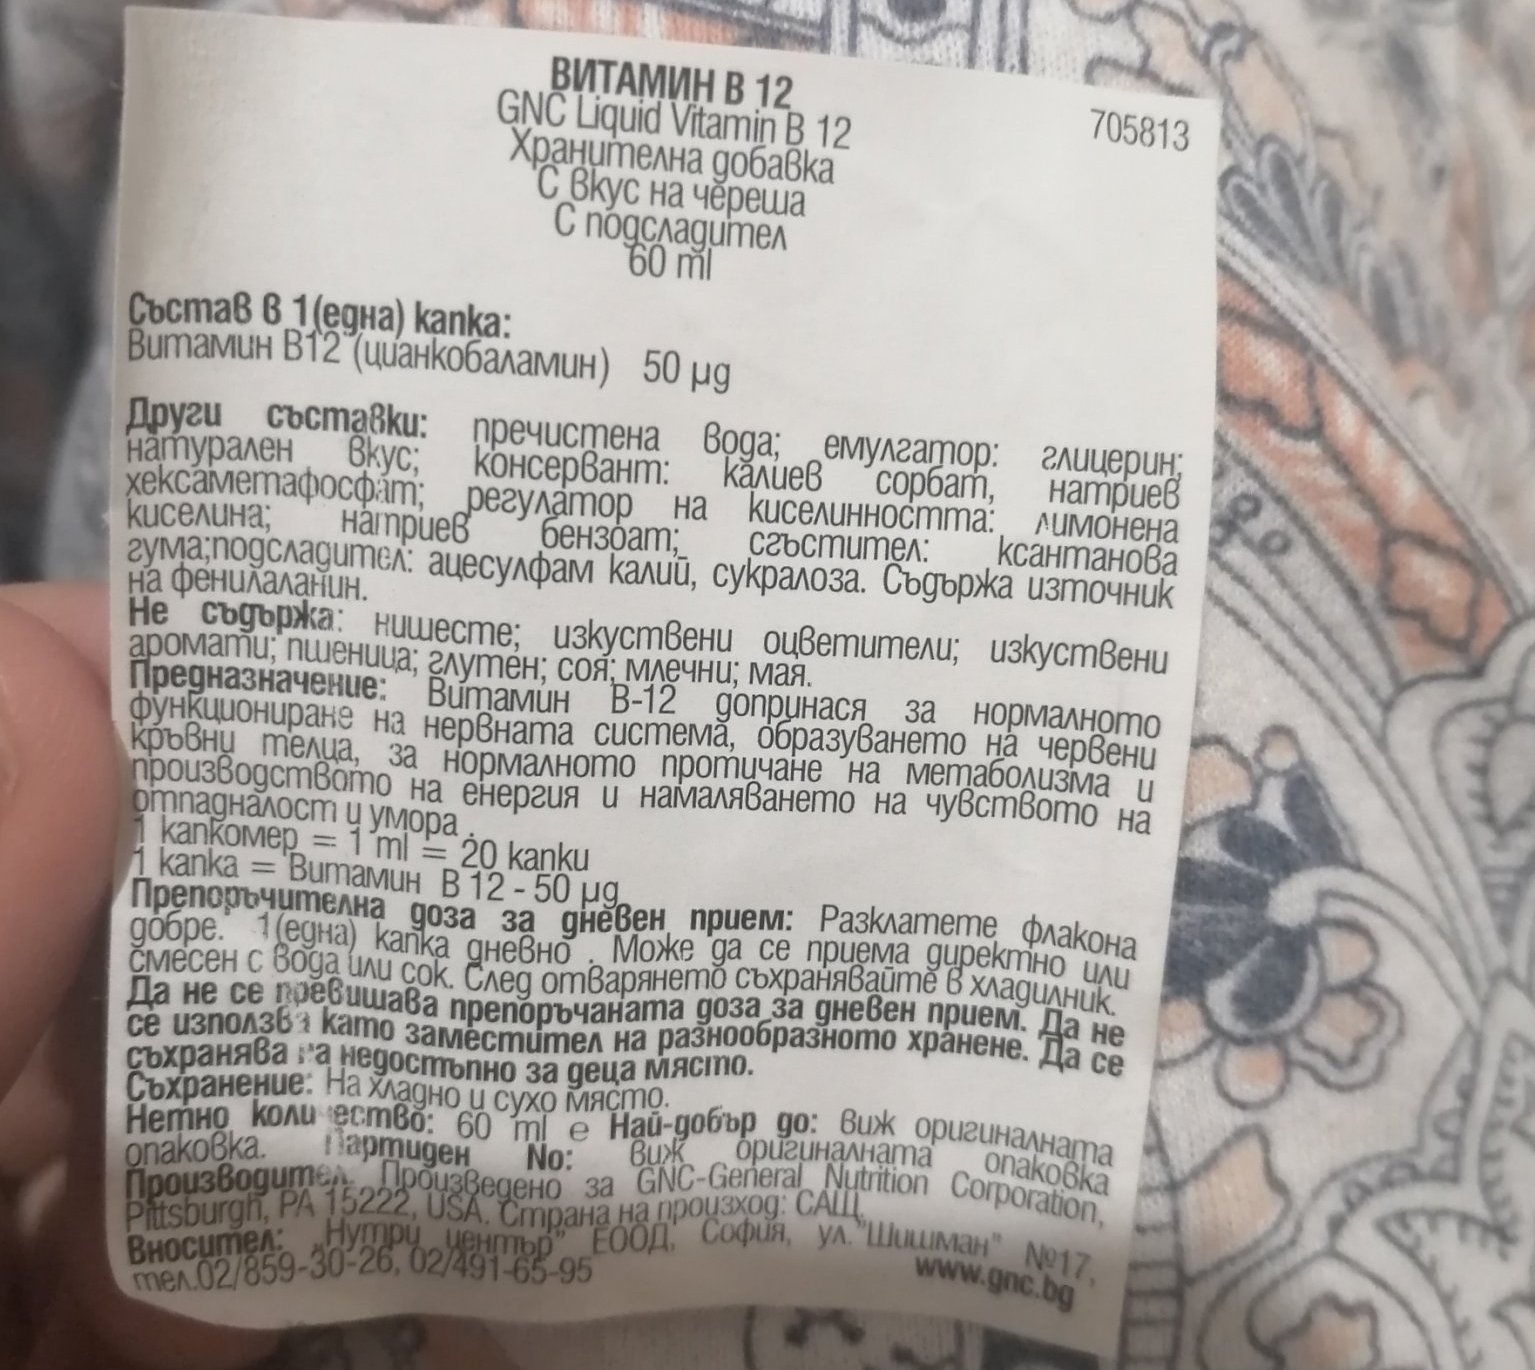 ВИТАМИН B 12
705813
GNC Liquid Vitamin B 12
Хранителна добавка
С вкус на череша
С подсладител
60 ml
Състав в 1(една) капка:
Витамин B12 (цианкобаламин) 50 µg
Други съставки: пречистена вода; емулгатор: глицерин;
натурален вкус; консервант: калиев сорбат, натриев
хексаметафосфат; регулатор на киселинността: лимонена
киселина; натриев бензоат; сгъстител: ксантанова
гума;подсладител: ацесулфам калий, сукралоза. Съдържа източник
на фенилаланин.
Не съдържа: нишесте; изкуствени оцветители; изкуствени
аромати; пшеница; глутен; соя; млечни; мая.
Предназначение: Витамин B-12 допринася за нормалното
функциониране на нервната система, образуването на червени
кръвни телца, за нормалното протичане на метаболизма и
производството на енергия и намаляването на чувството на
отпадналост и умора .
1 капкомер = 1 ml = 20 капки
1 капка = Витамин B 12 - 50 µg
Препоръчителна доза за дневен прием: Разклатете флакона
добре. 1(една) капка дневно . Може да се приема директно или
смесен с вода или сок. След отварянето съхранявайте в хладилник.
Да не се превишава препоръчаната доза за дневен прием. Да не
се използва като заместител на разнообразното хранене. Да се
съхранява на недостъпно за деца място.
Съхранение: На хладно и сухо място.
Нетно количество: 60 ml e Най-добър до: виж оригиналната
опаковка. Партиден No: виж оригиналната опаковка
Производител Произведено за GNC-General Nutrition Corporation,
Pittsburgh, PA 15222, USA. Страна на произход: САЩ,
Вносител: „Нутри център" ЕООД, София, ул."Шишман" №17,
тел.02/859-30-26, 02/491-65-95
www.gnc.bg